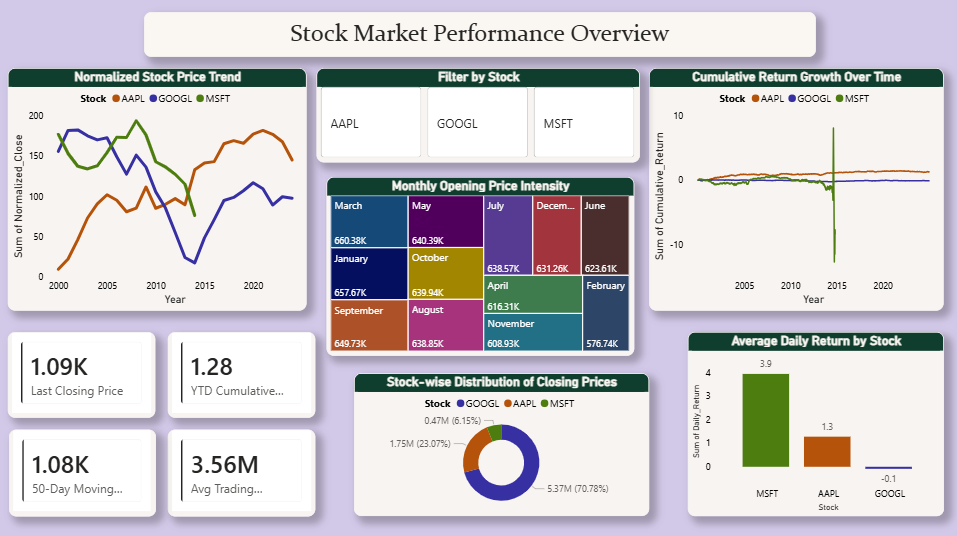 Stock Market Performance Overview
Normalized Stock Price Trend
Stock AAPL GOOGL MSFT
Sum of Normalized_Close
200
150
100
50
0
2000 2005 2010 2015 2020
Year
Filter by Stock
AAPL GOOGL MSFT
Cumulative Return Growth Over Time
Stock AAPL GOOGL MSFT
Sum of Cumulative_Return
10
0
-10
2005 2010 2015 2020
Year
Monthly Opening Price Intensity
March
660.38K
January
657.67K
September
649.73K
May
640.39K
October
639.94K
August
638.85K
July
638.57K
Decem...
631.26K
June
623.61K
April
616.31K
November
608.93K
February
576.74K
1.09K
Last Closing Price
1.28
YTD Cumulative...
1.08K
50-Day Moving...
3.56M
Avg Trading...
Stock-wise Distribution of Closing Prices
Stock GOOGL AAPL MSFT
0.47M (6.15%)
1.75M (23.07%)
5.37M (70.78%)
Average Daily Return by Stock
Sum of Daily_Return
4
3
2
1
0
3.9
1.3
-0.1
MSFT AAPL GOOGL
Stock